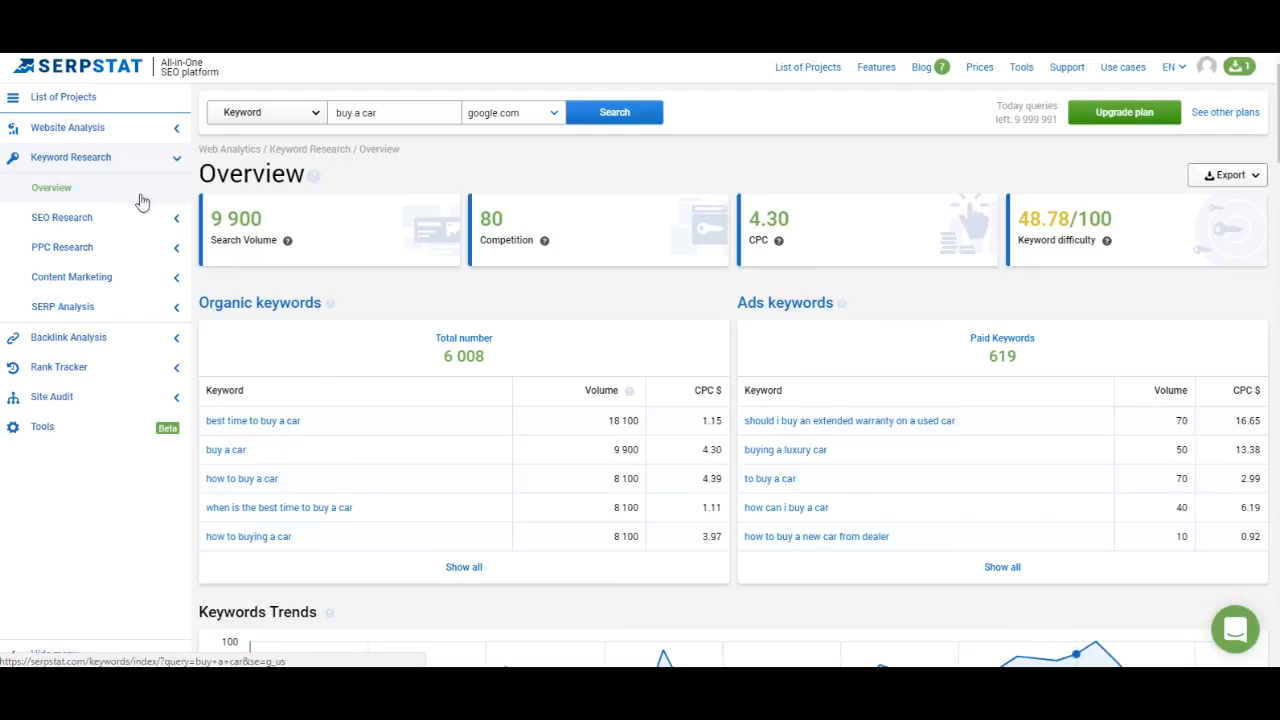 SERPSTAT
All-in-One
SEO platform
List of Projects
Features
Blog 7
Prices
Tools
Support
Use cases
EN
1
List of Projects
Website Analysis
Keyword Research
Overview
SEO Research
PPC Research
Content Marketing
SERP Analysis
Backlink Analysis
Rank Tracker
Site Audit
Tools Beta
Keyword
buy a car
google.com
Search
Today queries
left: 9 999 991
Upgrade plan
See other plans
Web Analytics / Keyword Research / Overview
Overview ?
Export
9 900
Search Volume ?
80
Competition ?
4.30
CPC ?
48.78/100
Keyword difficulty ?
Organic keywords ?
Total number
6 008
Keyword Volume ? CPC $
best time to buy a car 18 100 1.15
buy a car 9 900 4.30
how to buy a car 8 100 4.39
when is the best time to buy a car 8 100 1.11
how to buying a car 8 100 3.97
Show all
Ads keywords ?
Paid Keywords
619
Keyword Volume CPC $
should i buy an extended warranty on a used car 70 16.65
buying a luxury car 50 13.38
to buy a car 70 2.99
how can i buy a car 40 6.19
how to buy a new car from dealer 10 0.92
Show all
Keywords Trends ?
100
Hide menu
https://serpstat.com/keywords/index/?query=buy+a+car&se=g_us